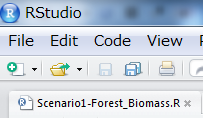 RStudio
File Edit Code View
Scenario1-Forest_Biomass.R